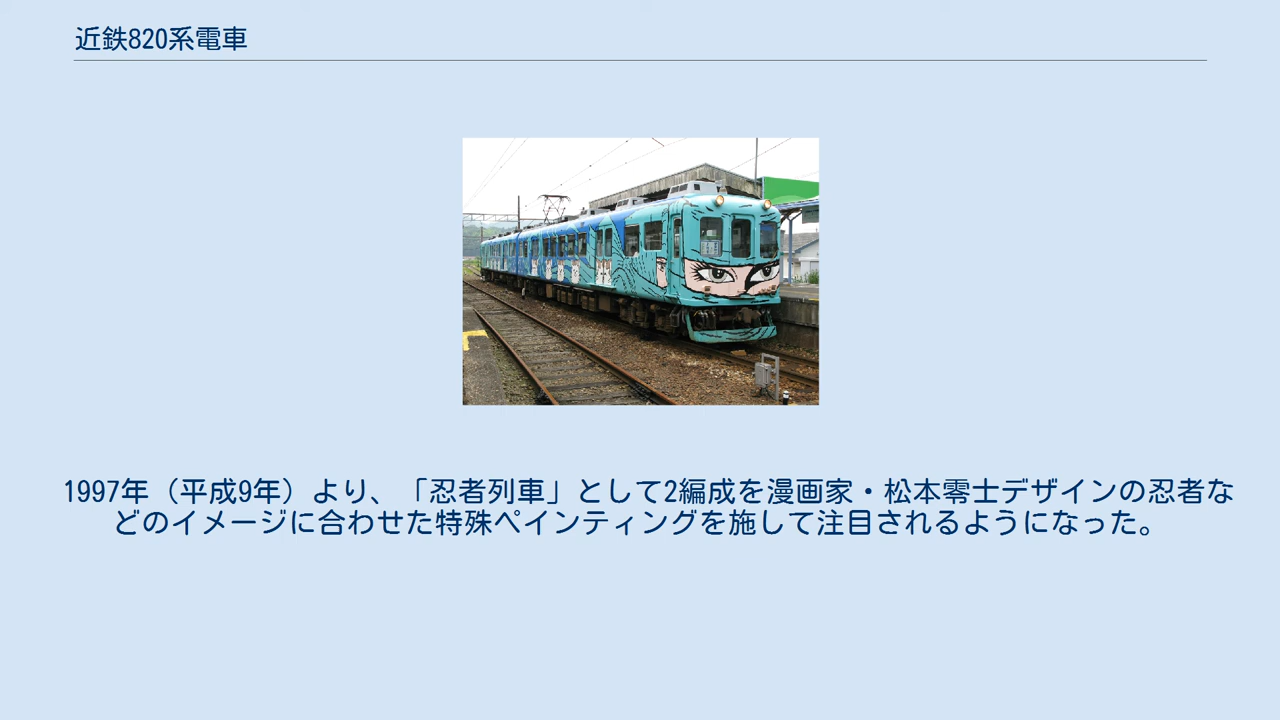 近鉄820系電車
1997年（平成9年）より、「忍者列車」として2編成を漫画家・松本零士デザインの忍者な
どのイメージに合わせた特殊ペインティングを施して注目されるようになった。